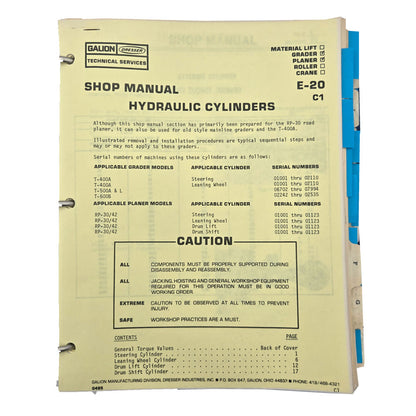 GALION DRESSER
TECHNICAL SERVICES
MATERIAL LIFT
GRADER
PLANER
ROLLER
CRANE
SHOP MANUAL
E-20
HYDRAULIC CYLINDERS
C1
Although this shop manual section has primarily been prepared for the RP-30 road
planer, it can also be used for old style mainline graders and the T-400A.
Illustrated removal and installation procedures are typical sequential steps and
may or may not apply to these graders.
Serial numbers of machines using these cylinders are as follows:
APPLICABLE GRADER MODELS APPLICABLE CYLINDER SERIAL NUMBERS
T-400A Steering 01001 thru 02110
T-400A Leaning Wheel 01001 thru 02110
T-500A & L 06702 thru 07994
T-600B 02242 thru 02535
APPLICABLE PLANER MODELS APPLICABLE CYLINDER SERIAL NUMBERS
RP-30/42 Steering 01001 thru 01123
RP-30/42 Leaning Wheel 01001 thru 01123
RP-30/42 Drum Lift 01001 thru 01123
RP-30/42 Drum Shift 01001 thru 01123
CAUTION
ALL COMPONENTS MUST BE PROPERLY SUPPORTED DURING
DISASSEMBLY AND REASSEMBLY.
ALL JACKING, HOISTING AND GENERAL WORKSHOP EQUIPMENT
REQUIRED FOR THIS OPERATION MUST BE IN GOOD
WORKING ORDER.
EXTREME CAUTION TO BE OBSERVED AT ALL TIMES TO PREVENT
INJURY.
SAFE WORKSHOP PRACTICES ARE A MUST.
CONTENTS PAGE
General Torque Values Back of Cover
Steering Cylinder 1
Leaning Wheel Cylinder 6
Drum Lift Cylinder 12
Drum Shift Cylinder 17
GALION MANUFACTURING DIVISION, DRESSER INDUSTRIES, INC. • P.O. BOX 647, GALION, OHIO 44833 • PHONE: 419/468-4321
C1